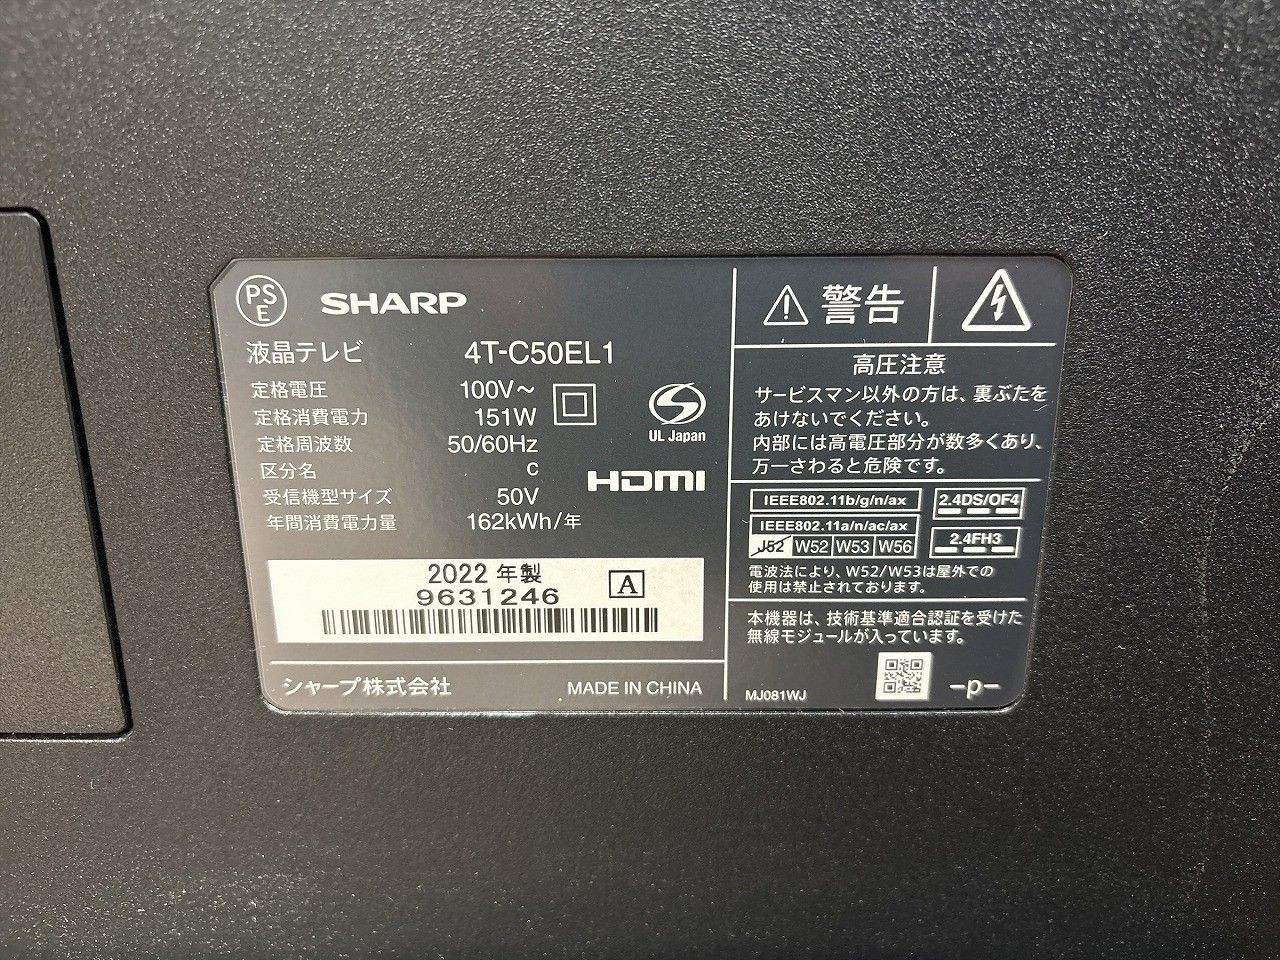 PS
E
SHARP
液晶テレビ 4T-C50EL1
定格電圧 100V～
定格消費電力 151W
定格周波数 50/60Hz
区分名 C
受信機型サイズ 50V
年間消費電力量 162kWh/年
UL Japan
HDMI
2022 年製
9631246
A
シャープ株式会社 MADE IN CHINA
警告
高圧注意
サービスマン以外の方は、裏ぶたを
あけないでください。
内部には高電圧部分が数多くあり、
万一さわると危険です。
IEEE802.11b/g/n/ax
2.4DS/OF4
IEEE802.11a/n/ac/ax
J52 W52 W53 W56
2.4FH3
電波法により、W52/W53は屋外での
使用は禁止されております。
本機器は、技術基準適合認証を受けた
無線モジュールが入っています。
MJ081WJ
-p-